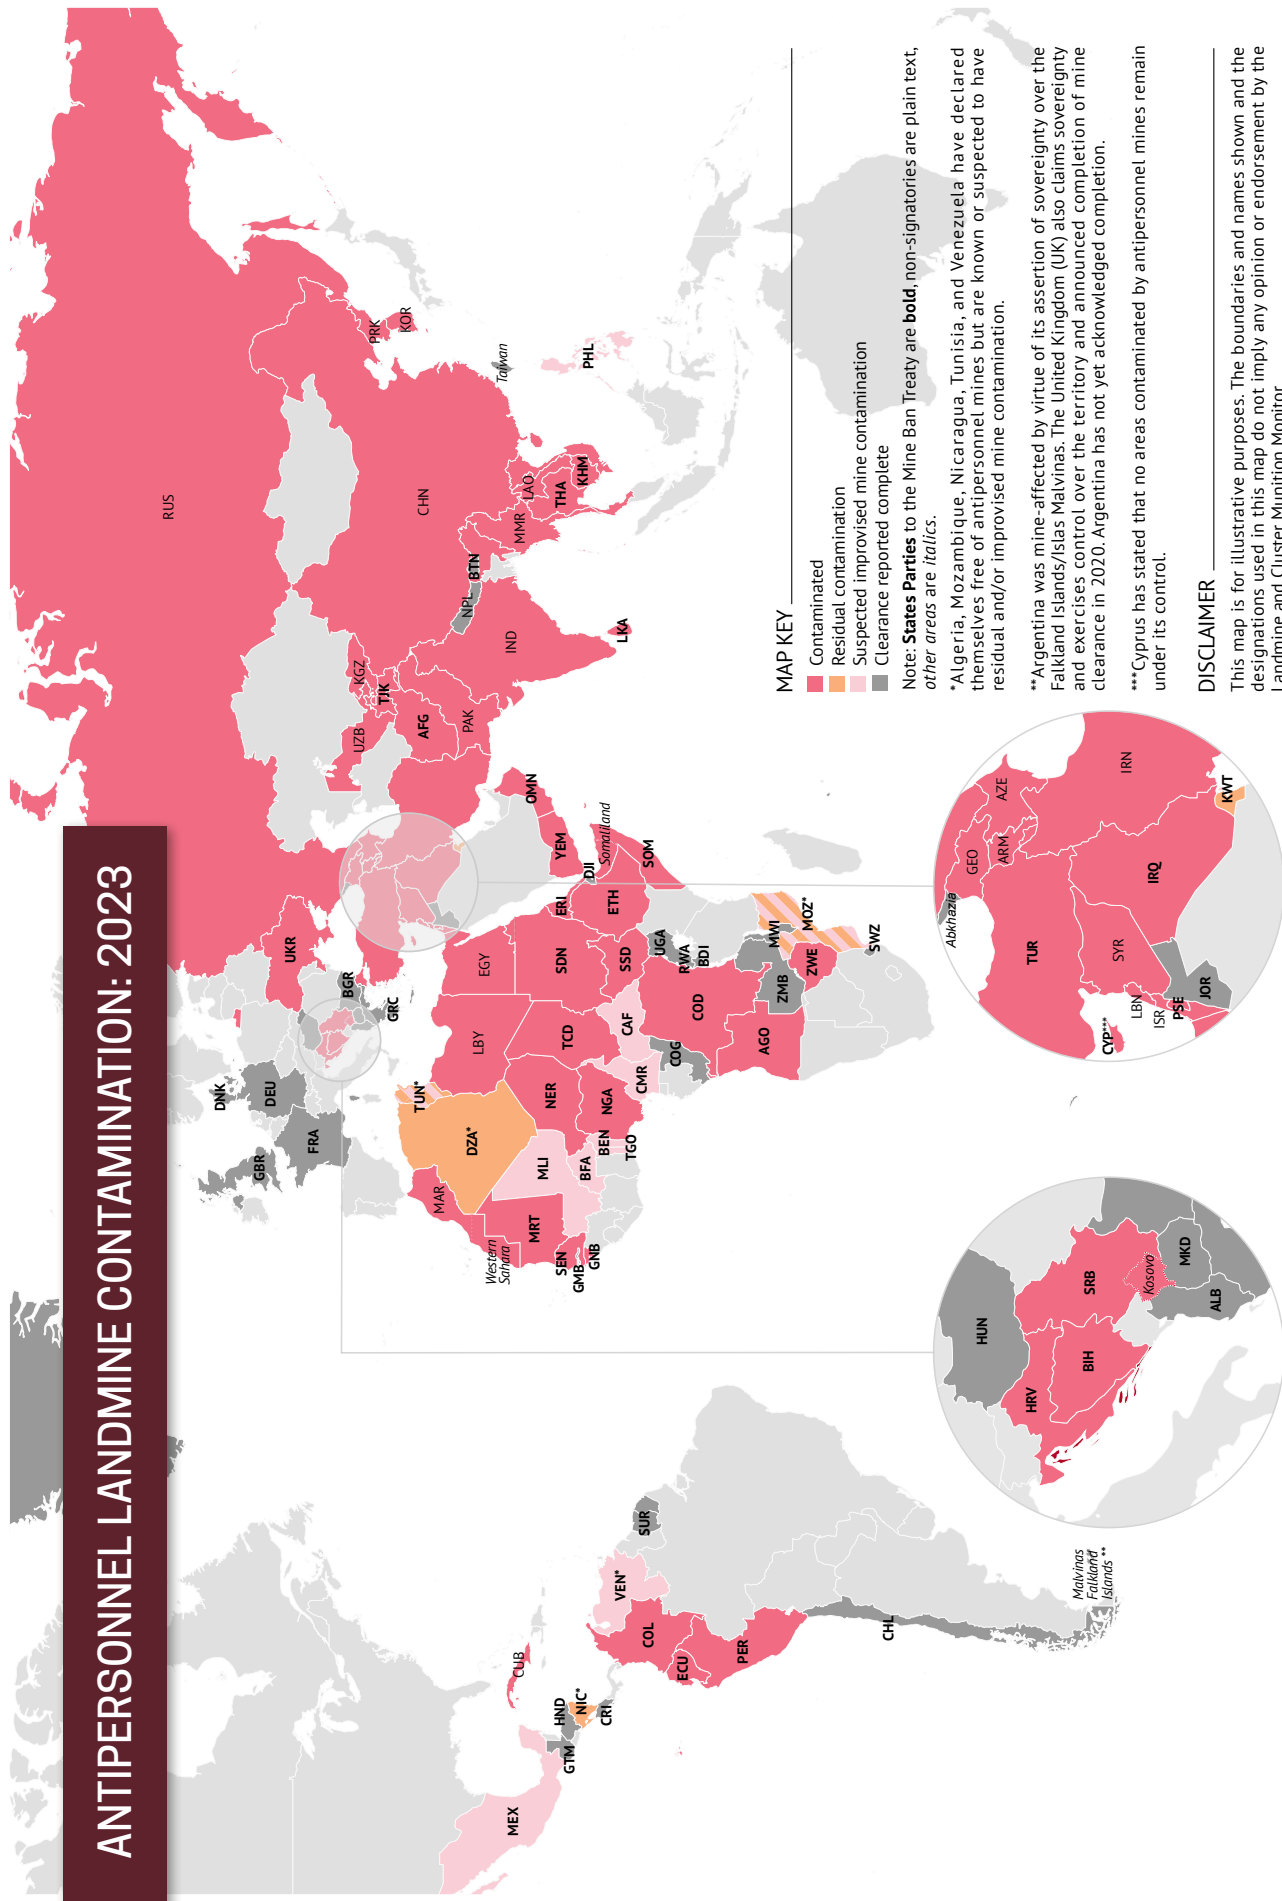 ANTIPERSONNEL LANDMINE CONTAMINATION: 2023
RUS
DNK
GBR
DEU
FRA
UKR
BGR
GRC
UZB
KGZ
TJK
AFG
PAK
CHN
PRK
KOR
NPL
BTN
IND
LKA
MMR
LAO
THA
KHM
Taiwan
PHL
MEX
CUB
GTM
HND
NIC*
CRI
VEN*
SUR
COL
ECU
PER
CHL
Malvinas
Falkland
Islands **
MAR
Western
Sahara
DZA*
TUN*
LBY
EGY
MRT
MLI
NER
TCD
SDN
ERI
DJI
Somaliland
YEM
OMN
SEN
GMB
GNB
BFA
BEN
TGO
NGA
CMR
CAF
SSD
ETH
SOM
COG
COD
UGA
RWA
BDI
AGO
ZMB
MWI
MOZ*
ZWE
SWZ
HUN
HRV
BIH
SRB
Kosovo
MKD
ALB
Abkhazia
GEO
AZE
ARM
TUR
SYR
CYP***
LBN
ISR
PSE
JOR
IRQ
IRN
KWT
MAP KEY
Contaminated
Residual contamination
Suspected improvised mine contamination
Clearance reported complete
Note: States Parties to the Mine Ban Treaty are bold, non-signatories are plain text,
other areas are italics.
*Algeria, Mozambique, Nicaragua, Tunisia, and Venezuela have declared
themselves free of antipersonnel mines but are known or suspected to have
residual and/or improvised mine contamination.
**Argentina was mine-affected by virtue of its assertion of sovereignty over the
Falkland Islands/Islas Malvinas. The United Kingdom (UK) also claims sovereignty
and exercises control over the territory and announced completion of mine
clearance in 2020. Argentina has not yet acknowledged completion.
***Cyprus has stated that no areas contaminated by antipersonnel mines remain
under its control.
DISCLAIMER
This map is for illustrative purposes. The boundaries and names shown and the
designations used in this map do not imply any opinion or endorsement by the
Landmine and Cluster Munition Monitor.